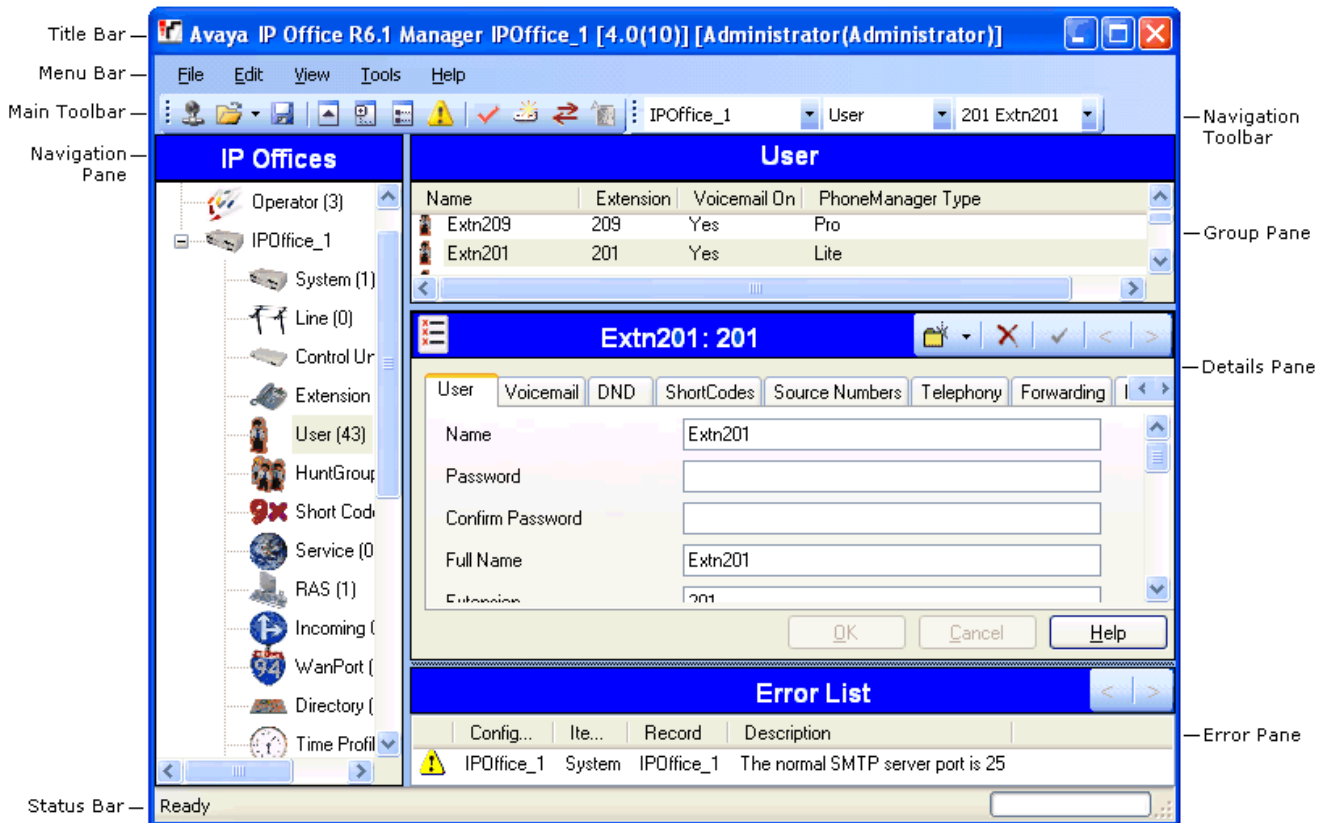 Title Bar
Avaya IP Office R6.1 Manager IPOffice_1 [4.0(10)] [Administrator(Administrator)]
Menu Bar
File Edit View Tools Help
Main Toolbar
IPOffice_1 User 201 Extn201
Navigation Toolbar
Navigation Pane
IP Offices
Operator (3)
IPOffice_1
System (1)
Line (0)
Control Un
Extension
User (43)
HuntGroup
Short Code
Service (0
RAS (1)
Incoming (
WanPort (
Directory (
Time Profil
User
Name Extension Voicemail On PhoneManager Type
Extn209 209 Yes Pro
Extn201 201 Yes Lite
Group Pane
Extn201: 201
Details Pane
User Voicemail DND ShortCodes Source Numbers Telephony Forwarding
Name Extn201
Password
Confirm Password
Full Name Extn201
Extension 201
OK Cancel Help
Error List
Config... Ite... Record Description
IPOffice_1 System IPOffice_1 The normal SMTP server port is 25
Error Pane
Status Bar
Ready